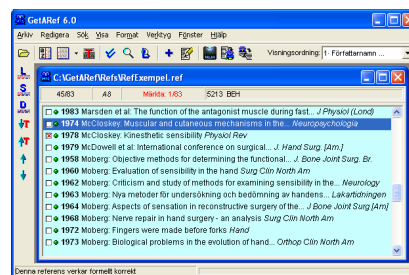 GetARef 6.0
Arkiv Redigera Sök Visa Format Verktyg Fönster Hjälp
Visningsordning: 1- Författarnamn ...
C:\GetARef\Refs\RefExempel.ref
45/83 A8 Märkta: 1/83 5213 BEH
1983 Marsden et al: The function of the antagonist muscle during fast... J Physiol (Lond)
1974 McCloskey: Muscular and cutaneous mechanisms in the... Neuropsychologia
1978 McCloskey: Kinesthetic sensibility Physiol Rev
1979 McDowell et al: International conference on surgical... J. Hand Surg. [Am.]
1958 Moberg: Objective methods for determining the functional... J. Bone Joint Surg. Br.
1960 Moberg: Evaluation of sensibility in the hand Surg Clin North Am
1962 Moberg: Criticism and study of methods for examining sensibility in the... Neurology
1963 Moberg: Nya metoder för undersökning och bedömning av handens... Lakartidningen
1964 Moberg: Aspects of sensation in reconstructive surgery of the... J Bone Joint Surg [Am]
1968 Moberg: Nerve repair in hand surgery - an analysis Surg Clin North Am
1972 Moberg: Fingers were made before forks Hand
1973 Moberg: Biological problems in the evolution of hand... Orthop Clin North Am
L
S
D
T
T
Denna referens verkar formellt korrekt